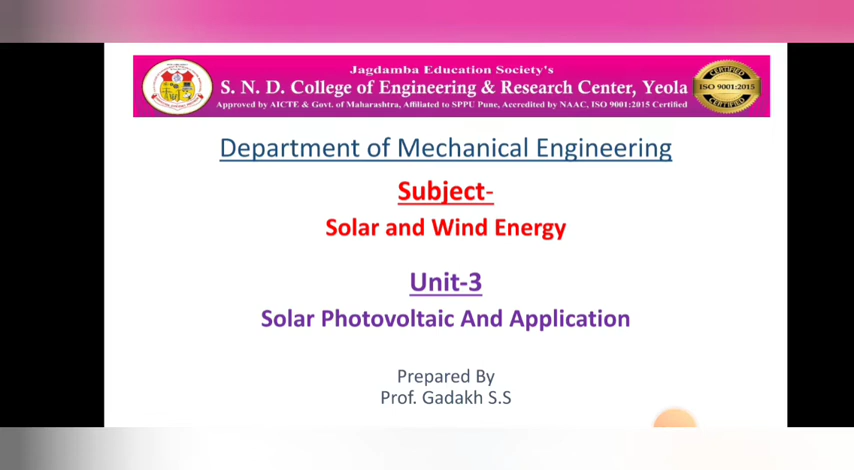 Jagdamba Education Society's
S. N. D. College of Engineering & Research Center, Yeola
Approved by AICTE & Govt. of Maharashtra, Affiliated to SPPU Pune, Accredited by NAAC, ISO 9001:2015 Certified
CERTIFIED
ISO 9001:2015
CERTIFIED
Department of Mechanical Engineering
Subject-
Solar and Wind Energy
Unit-3
Solar Photovoltaic And Application
Prepared By
Prof. Gadakh S.S